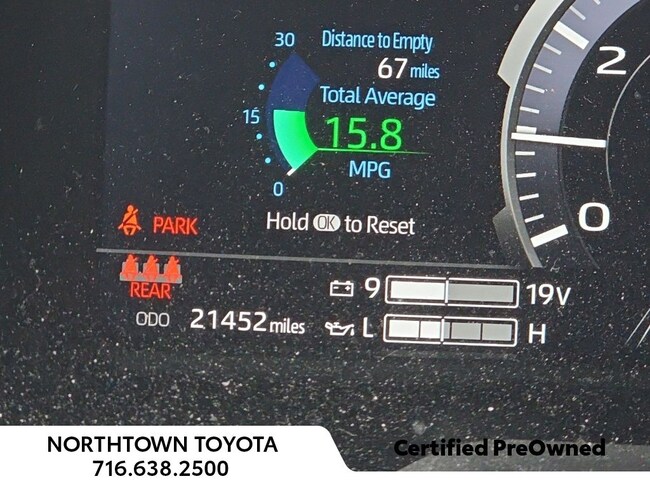 30
Distance to Empty
67 miles
Total Average
15
15.8
MPG
0
2
0
PARK
Hold OK to Reset
REAR
9
19V
ODO 21452 miles
L
H
NORTHTOWN TOYOTA
716.638.2500
Certified PreOwned